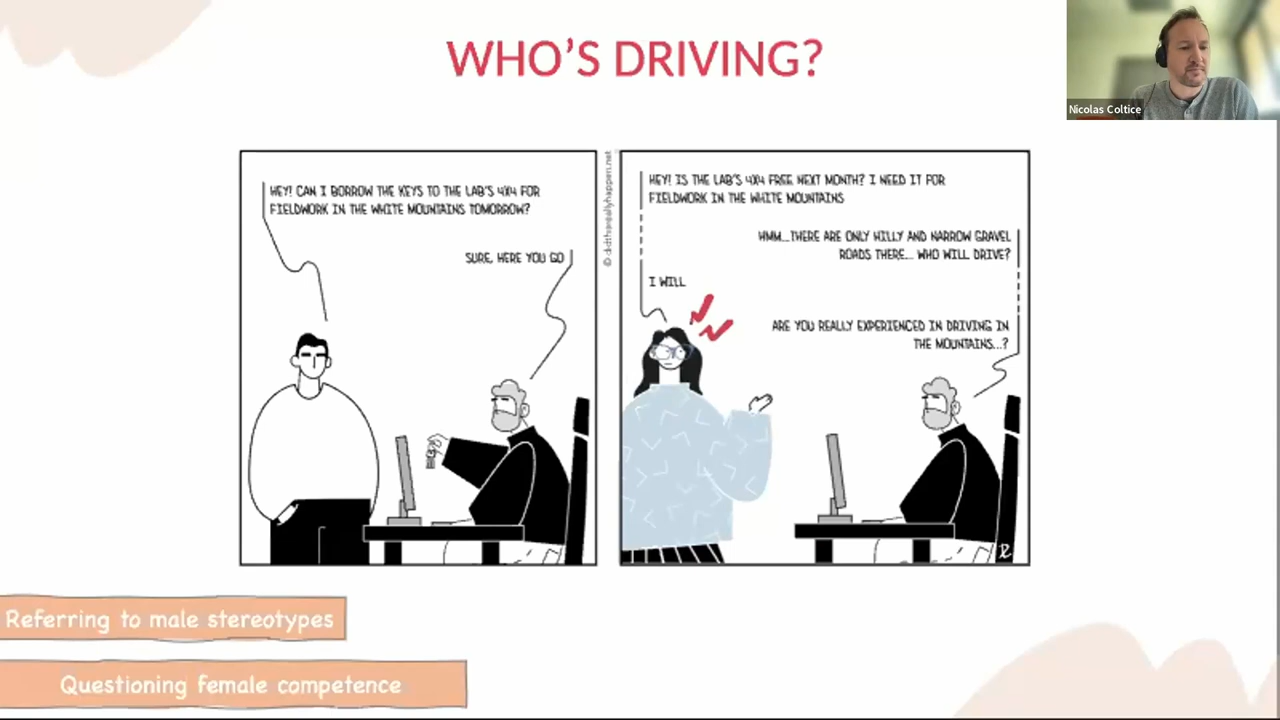 WHO'S DRIVING?
Nicolas Coltice
HEY! CAN I BORROW THE KEYS TO THE LAB'S 4X4 FOR
FIELDWORK IN THE WHITE MOUNTAINS TOMORROW?
SURE, HERE YOU GO
© didthisreallyhappen.net
HEY! IS THE LAB'S 4X4 FREE NEXT MONTH? I NEED IT FOR
FIELDWORK IN THE WHITE MOUNTAINS
HMM...THERE ARE ONLY HILLY AND NARROW GRAVEL
ROADS THERE... WHO WILL DRIVE?
I WILL
ARE YOU REALLY EXPERIENCED IN DRIVING IN
THE MOUNTAINS...?
Referring to male stereotypes
Questioning female competence